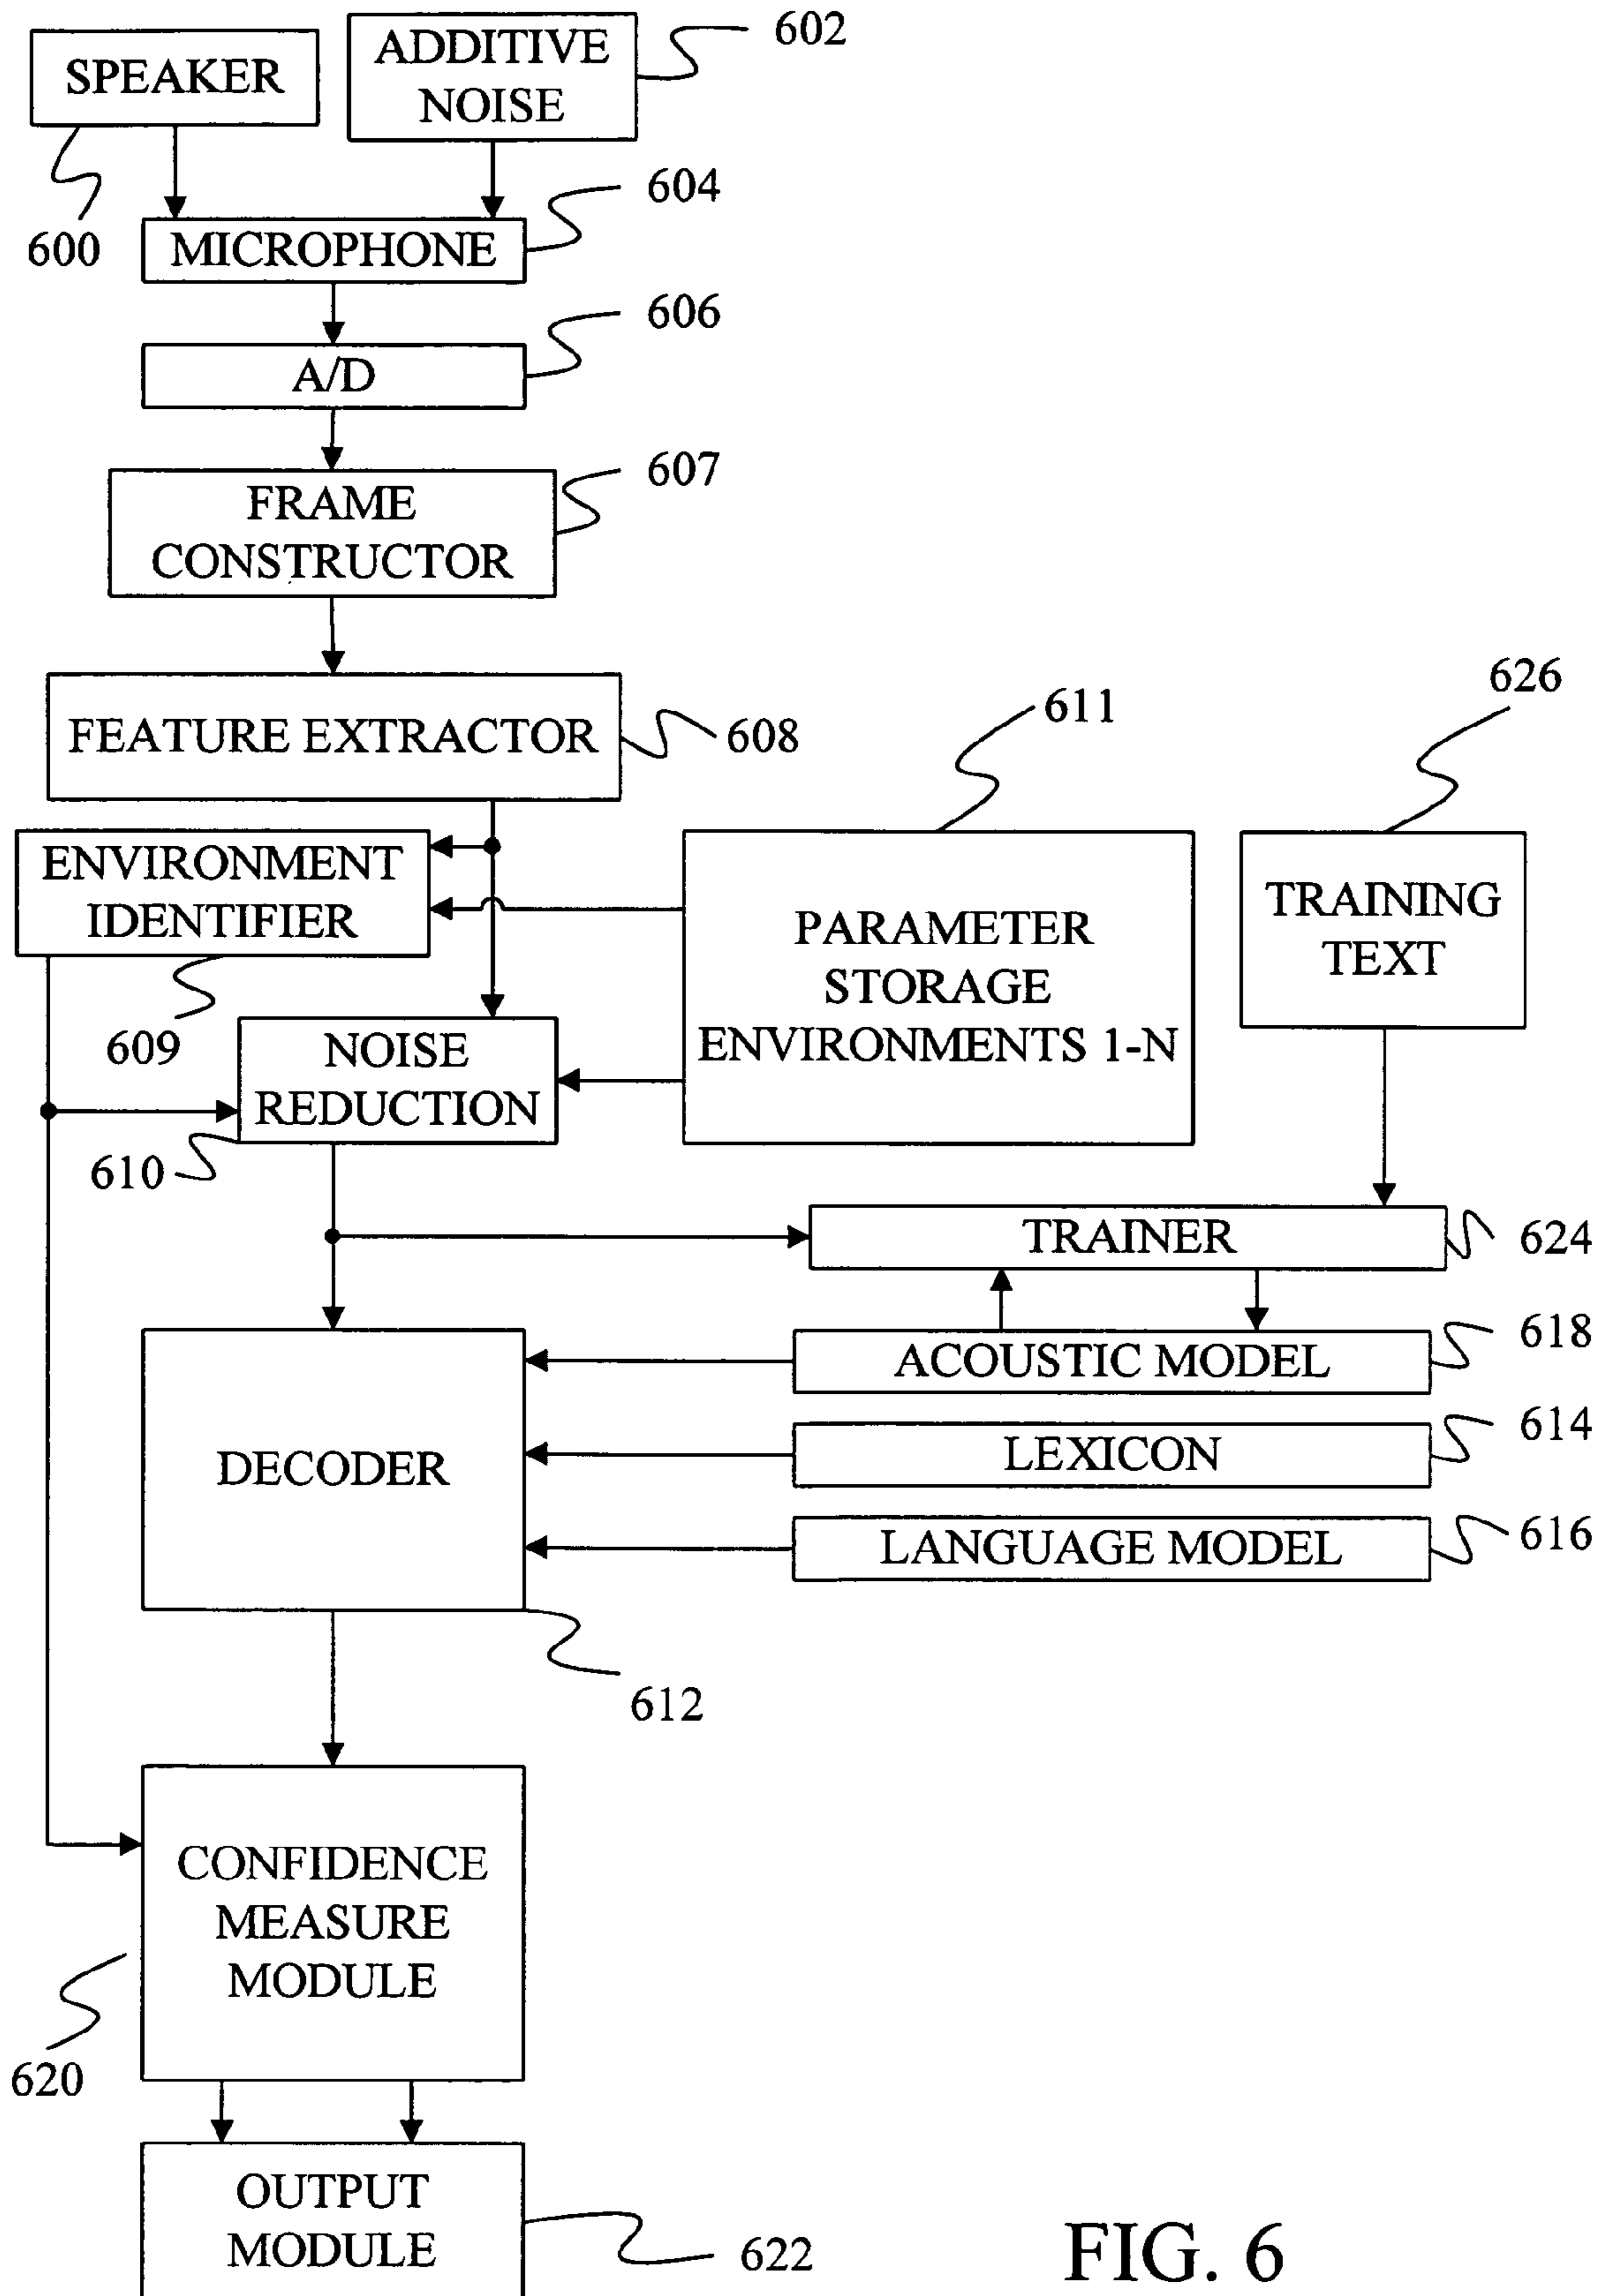 SPEAKER
ADDITIVE
NOISE
602
600
604
MICROPHONE
606
A/D
607
FRAME
CONSTRUCTOR
FEATURE EXTRACTOR
608
611
626
ENVIRONMENT
IDENTIFIER
609
PARAMETER
STORAGE
ENVIRONMENTS 1-N
TRAINING
TEXT
NOISE
REDUCTION
610
TRAINER
624
ACOUSTIC MODEL
618
DECODER
LEXICON
614
LANGUAGE MODEL
616
612
CONFIDENCE
MEASURE
MODULE
620
OUTPUT
MODULE
622
FIG. 6